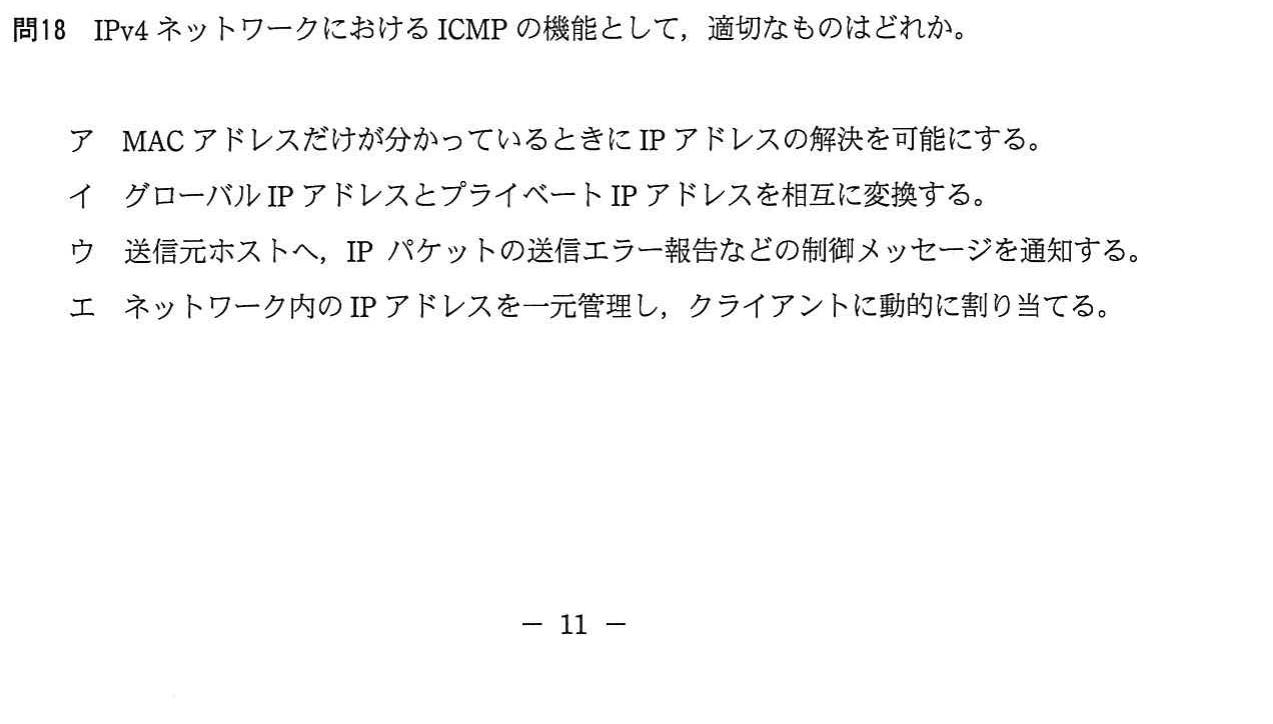 問18 IPv4 ネットワークにおける ICMP の機能として，適切なものはどれか。
ア MAC アドレスだけが分かっているときに IP アドレスの解決を可能にする。
イ グローバル IP アドレスとプライベート IP アドレスを相互に変換する。
ウ 送信元ホストへ，IP パケットの送信エラー報告などの制御メッセージを通知する。
エ ネットワーク内の IP アドレスを一元管理し，クライアントに動的に割り当てる。
－ 11 －